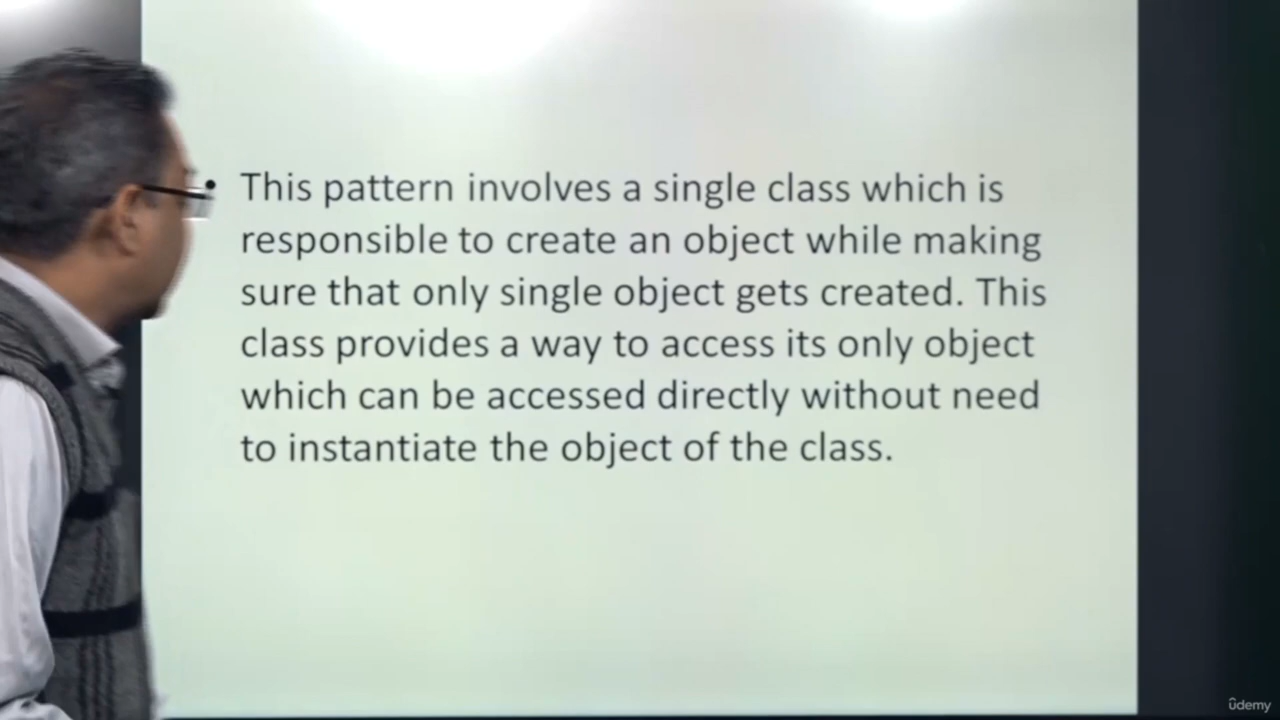 • This pattern involves a single class which is
responsible to create an object while making
sure that only single object gets created. This
class provides a way to access its only object
which can be accessed directly without need
to instantiate the object of the class.
ûdemy